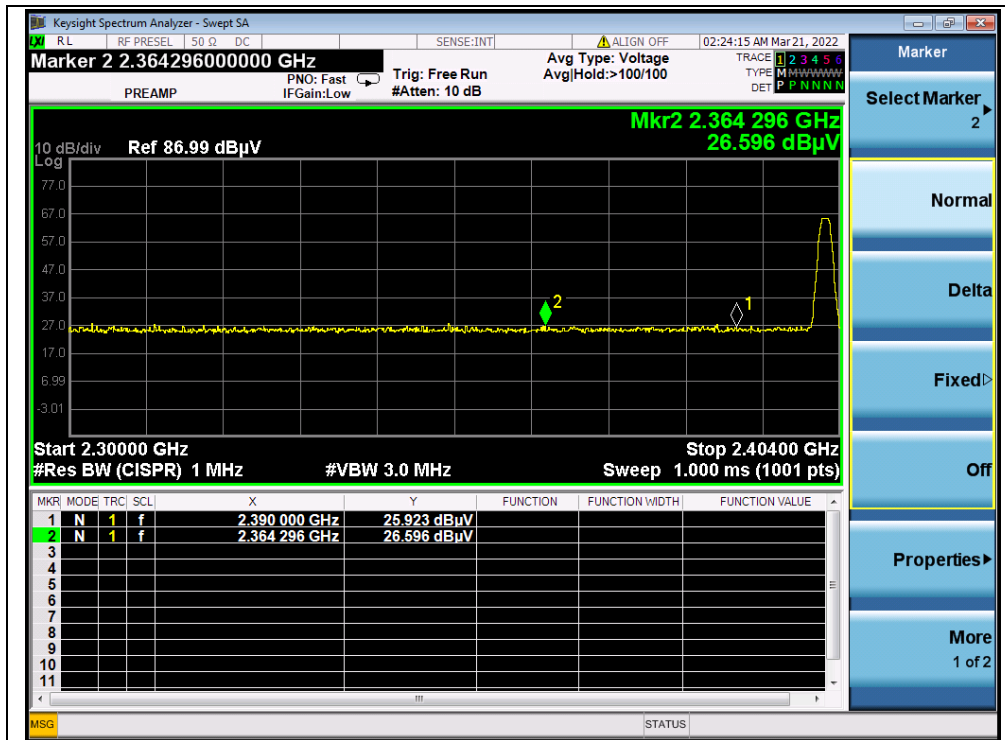 Keysight Spectrum Analyzer - Swept SA
LXI RL RF PRESEL 50 Ω DC SENSE:INT ALIGN OFF 02:24:15 AM Mar 21, 2022
Marker 2 2.364296000000 GHz
PREAMP
PNO: Fast
IFGain:Low
Trig: Free Run
#Atten: 10 dB
Avg Type: Voltage
Avg|Hold:>100/100
TRACE 1 2 3 4 5 6
TYPE M M W W W W
DET P P N N N N
Mkr2 2.364 296 GHz
26.596 dBµV
10 dB/div Ref 86.99 dBµV
Log
77.0
67.0
57.0
47.0
37.0
27.0
17.0
6.99
-3.01
2
1
Start 2.30000 GHz Stop 2.40400 GHz
#Res BW (CISPR) 1 MHz #VBW 3.0 MHz Sweep 1.000 ms (1001 pts)
MKR MODE TRC SCL X Y FUNCTION FUNCTION WIDTH FUNCTION VALUE
1 N 1 f 2.390 000 GHz 25.923 dBµV
2 N 1 f 2.364 296 GHz 26.596 dBµV
3
4
5
6
7
8
9
10
11
MSG STATUS
Marker
Select Marker
2
Normal
Delta
Fixed
Off
Properties
More
1 of 2